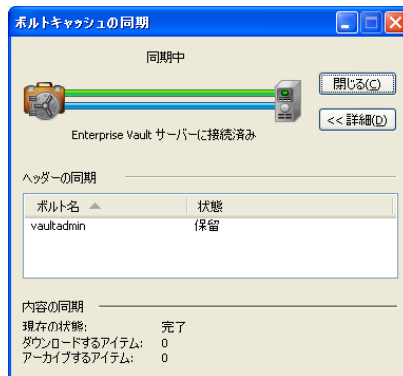 ボルトキャッシュの同期
同期中
閉じる(C)
<< 詳細(D)
Enterprise Vault サーバーに接続済み
ヘッダーの同期
ボルト名 状態
vaultadmin 保留
内容の同期
現在の状態: 完了
ダウンロードするアイテム: 0
アーカイブするアイテム: 0